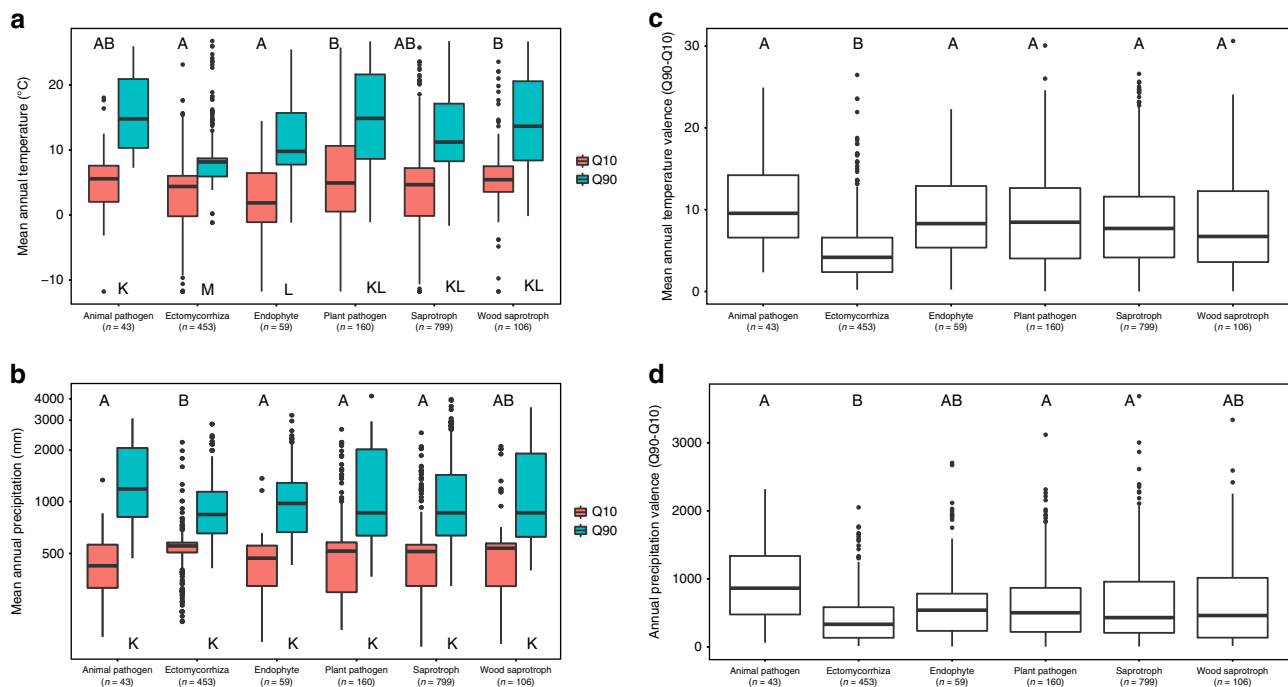 a
Mean annual temperature (°C)
20
10
0
−10
AB A A B AB B
K M L KL KL KL
Q10
Q90
Animal pathogen Ectomycorrhiza Endophyte Plant pathogen Saprotroph Wood saprotroph
(n = 43) (n = 453) (n = 59) (n = 160) (n = 799) (n = 106)
b
Mean annual precipitation (mm)
4000
3000
2000
1000
500
A B A A A AB
K K K K K K
Q10
Q90
Animal pathogen Ectomycorrhiza Endophyte Plant pathogen Saprotroph Wood saprotroph
(n = 43) (n = 453) (n = 59) (n = 160) (n = 799) (n = 106)
c
Mean annual temperature valence (Q90-Q10)
30
20
10
0
A B A A A A
Animal pathogen Ectomycorrhiza Endophyte Plant pathogen Saprotroph Wood saprotroph
(n = 43) (n = 453) (n = 59) (n = 160) (n = 799) (n = 106)
d
Annual precipitation valence (Q90-Q10)
3000
2000
1000
0
A B AB A A AB
Animal pathogen Ectomycorrhiza Endophyte Plant pathogen Saprotroph Wood saprotroph
(n = 43) (n = 453) (n = 59) (n = 160) (n = 799) (n = 106)